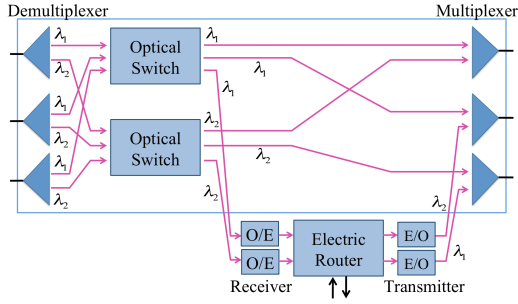 Demultiplexer
Multiplexer
λ1
λ1
Optical
Switch
λ2
λ1
λ1
λ1
λ2
Optical
Switch
λ2
λ1
λ2
λ2
λ2
λ2
O/E
Electric
Router
E/O
λ1
O/E
E/O
Receiver
Transmitter